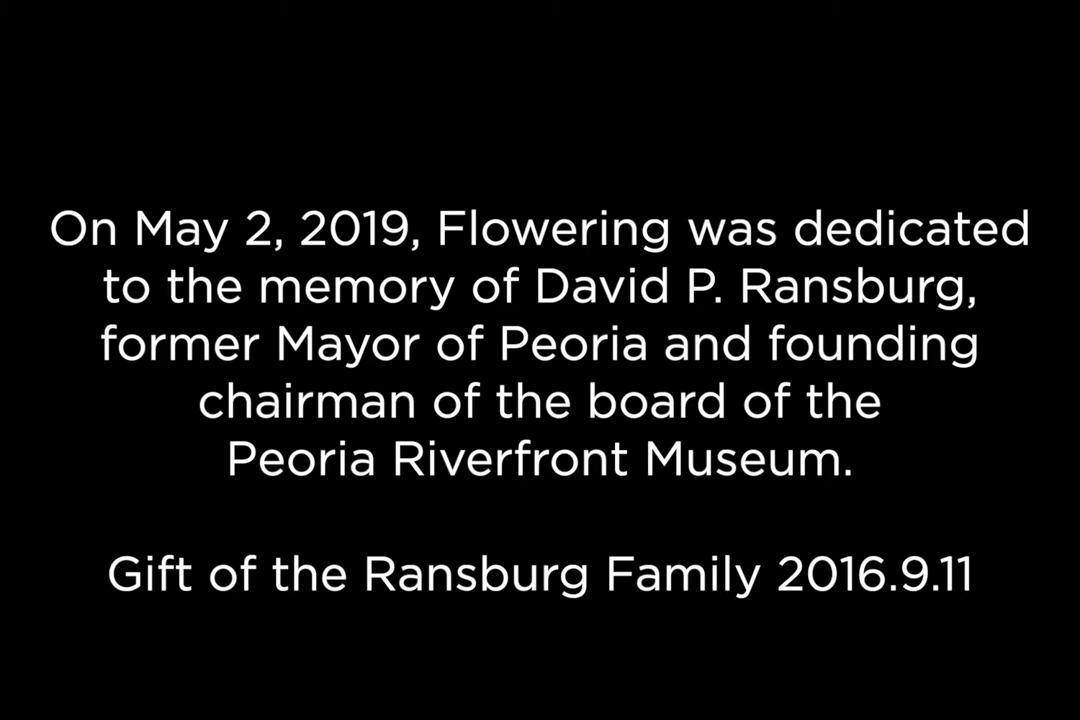 On May 2, 2019, Flowering was dedicated
to the memory of David P. Ransburg,
former Mayor of Peoria and founding
chairman of the board of the
Peoria Riverfront Museum.
Gift of the Ransburg Family 2016.9.11